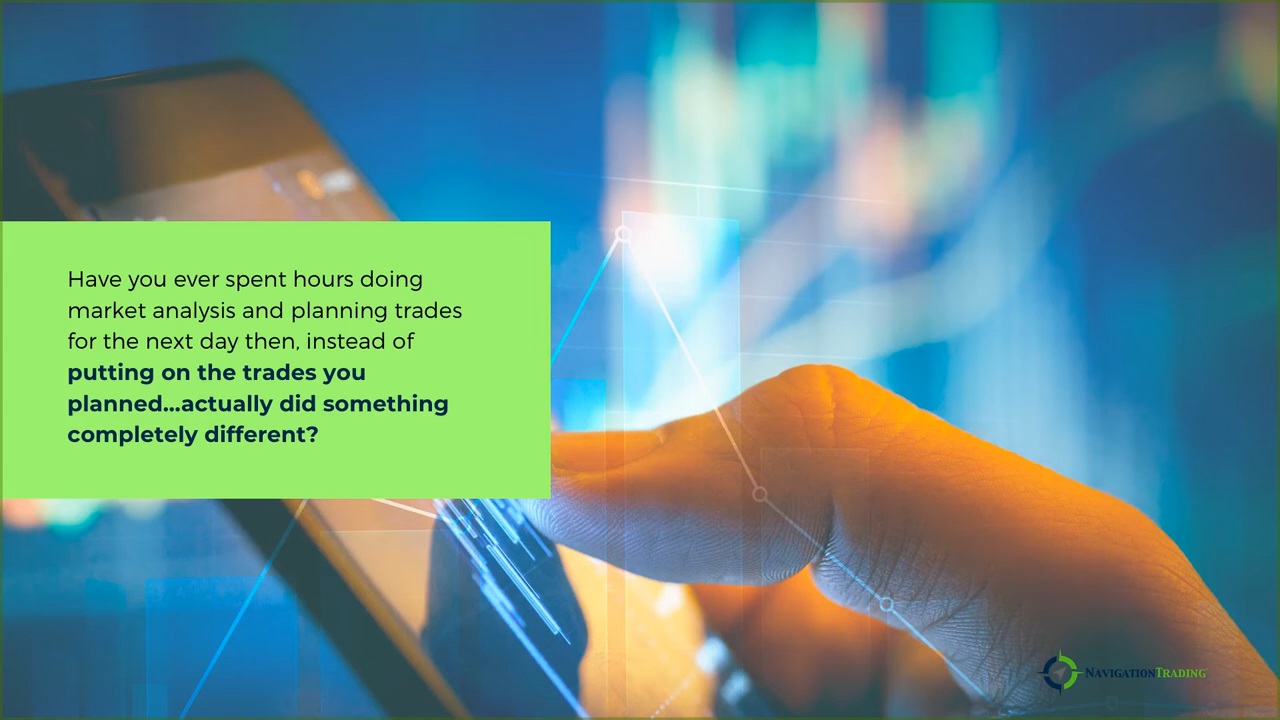 Have you ever spent hours doing
market analysis and planning trades
for the next day then, instead of
putting on the trades you
planned...actually did something
completely different?
NAVIGATIONTRADING